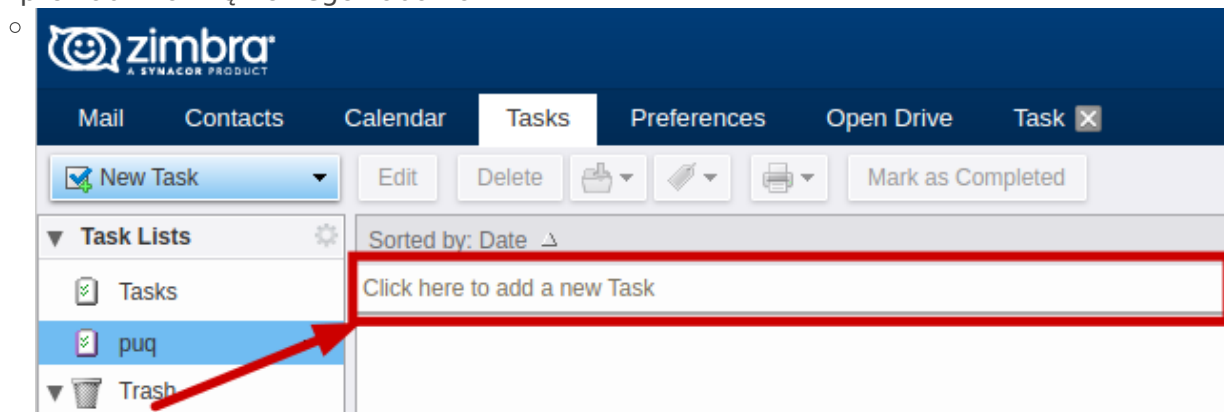 zimbra
A SYNACOR PRODUCT
Mail Contacts Calendar Tasks Preferences Open Drive Task
New Task Edit Delete Mark as Completed
Task Lists Sorted by: Date
Tasks Click here to add a new Task
puq
Trash